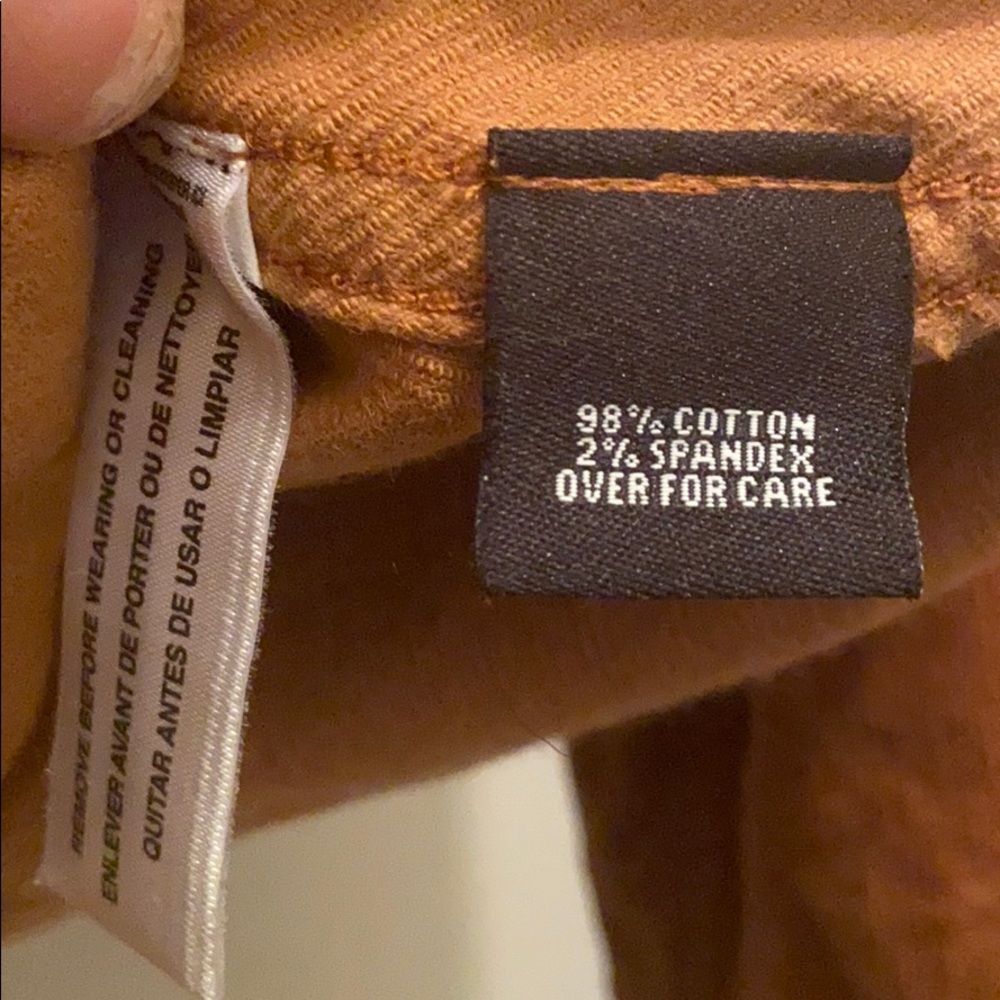 REMOVE BEFORE WEARING OR CLEANING
ENLEVER AVANT DE PORTER OU DE NETTOYER
QUITAR ANTES DE USAR O LIMPIAR
98% COTTON
2% SPANDEX
OVER FOR CARE